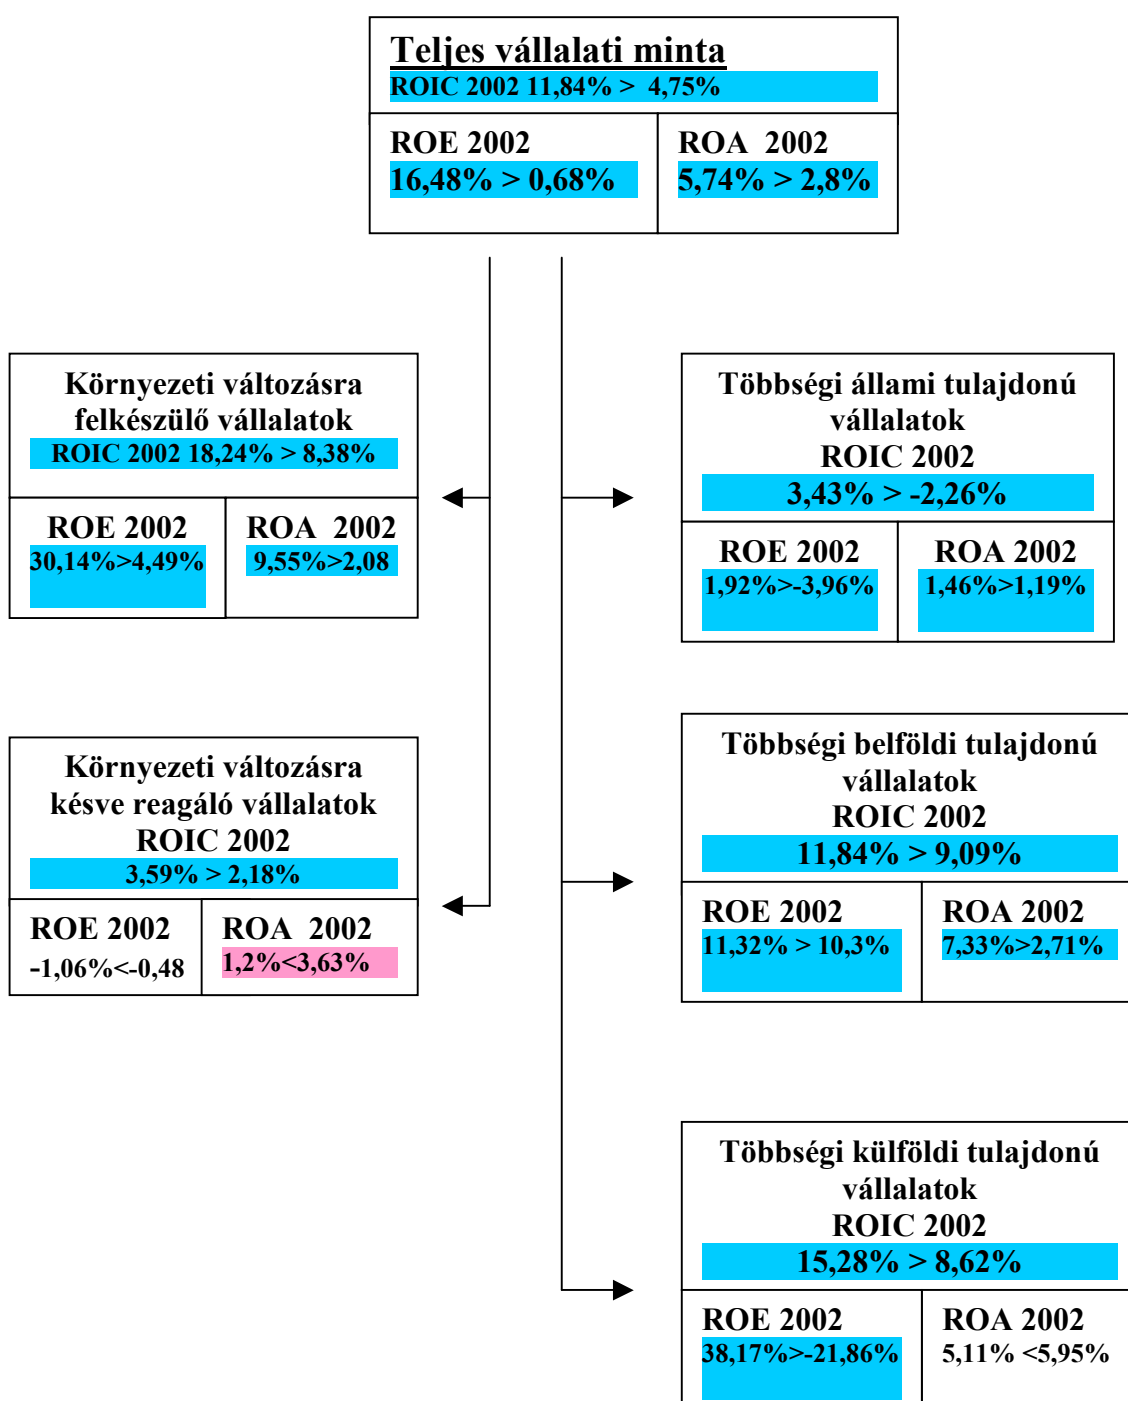 Teljes vállalati minta
ROIC 2002 11,84% > 4,75%
ROE 2002
16,48% > 0,68%
ROA 2002
5,74% > 2,8%
Környezeti változásra
felkészülő vállalatok
ROIC 2002 18,24% > 8,38%
ROE 2002
30,14%>4,49%
ROA 2002
9,55%>2,08
Környezeti változásra
késve reagáló vállalatok
ROIC 2002
3,59% > 2,18%
ROE 2002
-1,06%<-0,48
ROA 2002
1,2%<3,63%
Többségi állami tulajdonú
vállalatok
ROIC 2002
3,43% > -2,26%
ROE 2002
1,92%>-3,96%
ROA 2002
1,46%>1,19%
Többségi belföldi tulajdonú
vállalatok
ROIC 2002
11,84% > 9,09%
ROE 2002
11,32% > 10,3%
ROA 2002
7,33%>2,71%
Többségi külföldi tulajdonú
vállalatok
ROIC 2002
15,28% > 8,62%
ROE 2002
38,17%>-21,86%
ROA 2002
5,11% <5,95%